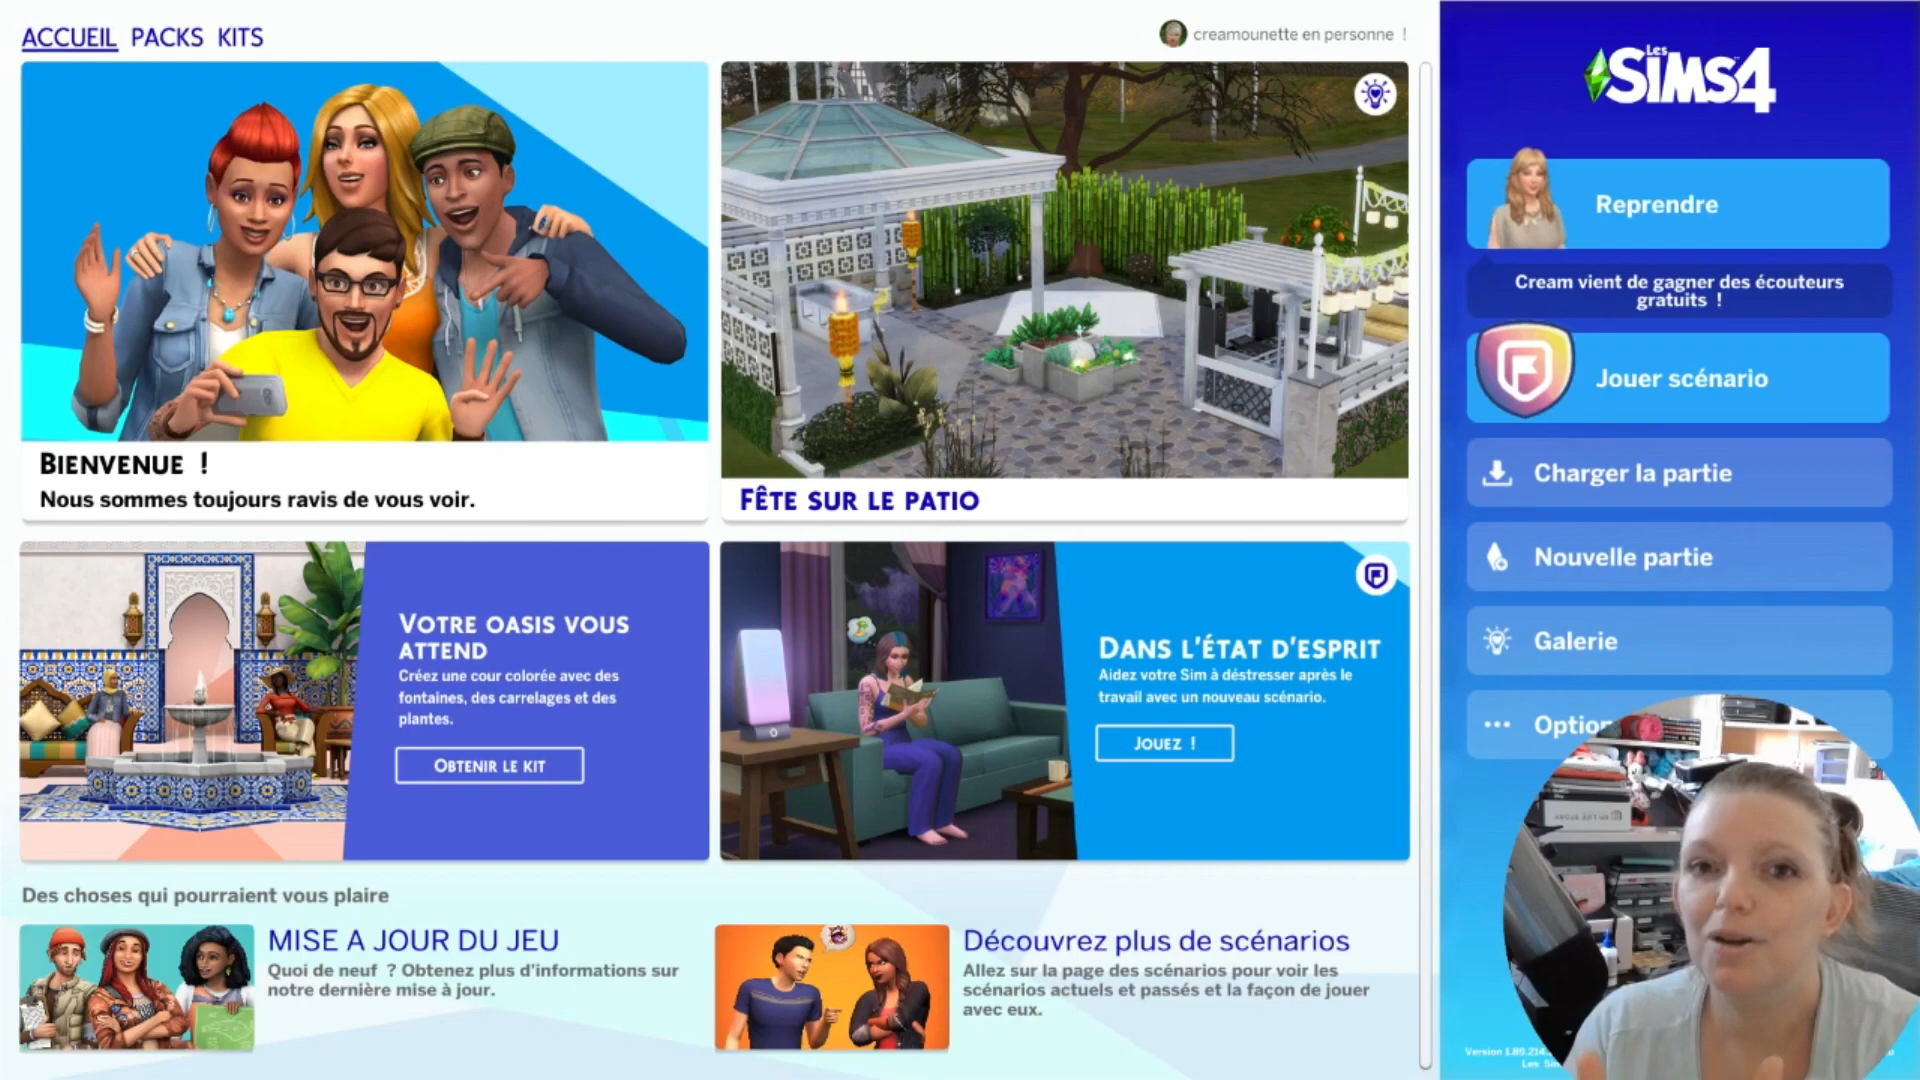 ACCUEIL PACKS KITS
creamounette en personne !
BIENVENUE !
Nous sommes toujours ravis de vous voir.
FÊTE SUR LE PATIO
VOTRE OASIS VOUS
ATTEND
Créez une cour colorée avec des
fontaines, des carrelages et des
plantes.
OBTENIR LE KIT
DANS L'ÉTAT D'ESPRIT
Aidez votre Sim à déstresser après le
travail avec un nouveau scénario.
JOUEZ !
Des choses qui pourraient vous plaire
MISE A JOUR DU JEU
Quoi de neuf ? Obtenez plus d'informations sur
notre dernière mise à jour.
Découvrez plus de scénarios
Allez sur la page des scénarios pour voir les
scénarios actuels et passés et la façon de jouer
avec eux.
Les
SIMS4
Reprendre
Cream vient de gagner des écouteurs
gratuits !
Jouer scénario
Charger la partie
Nouvelle partie
Galerie
Option
Version 1.89.214
Les Sim